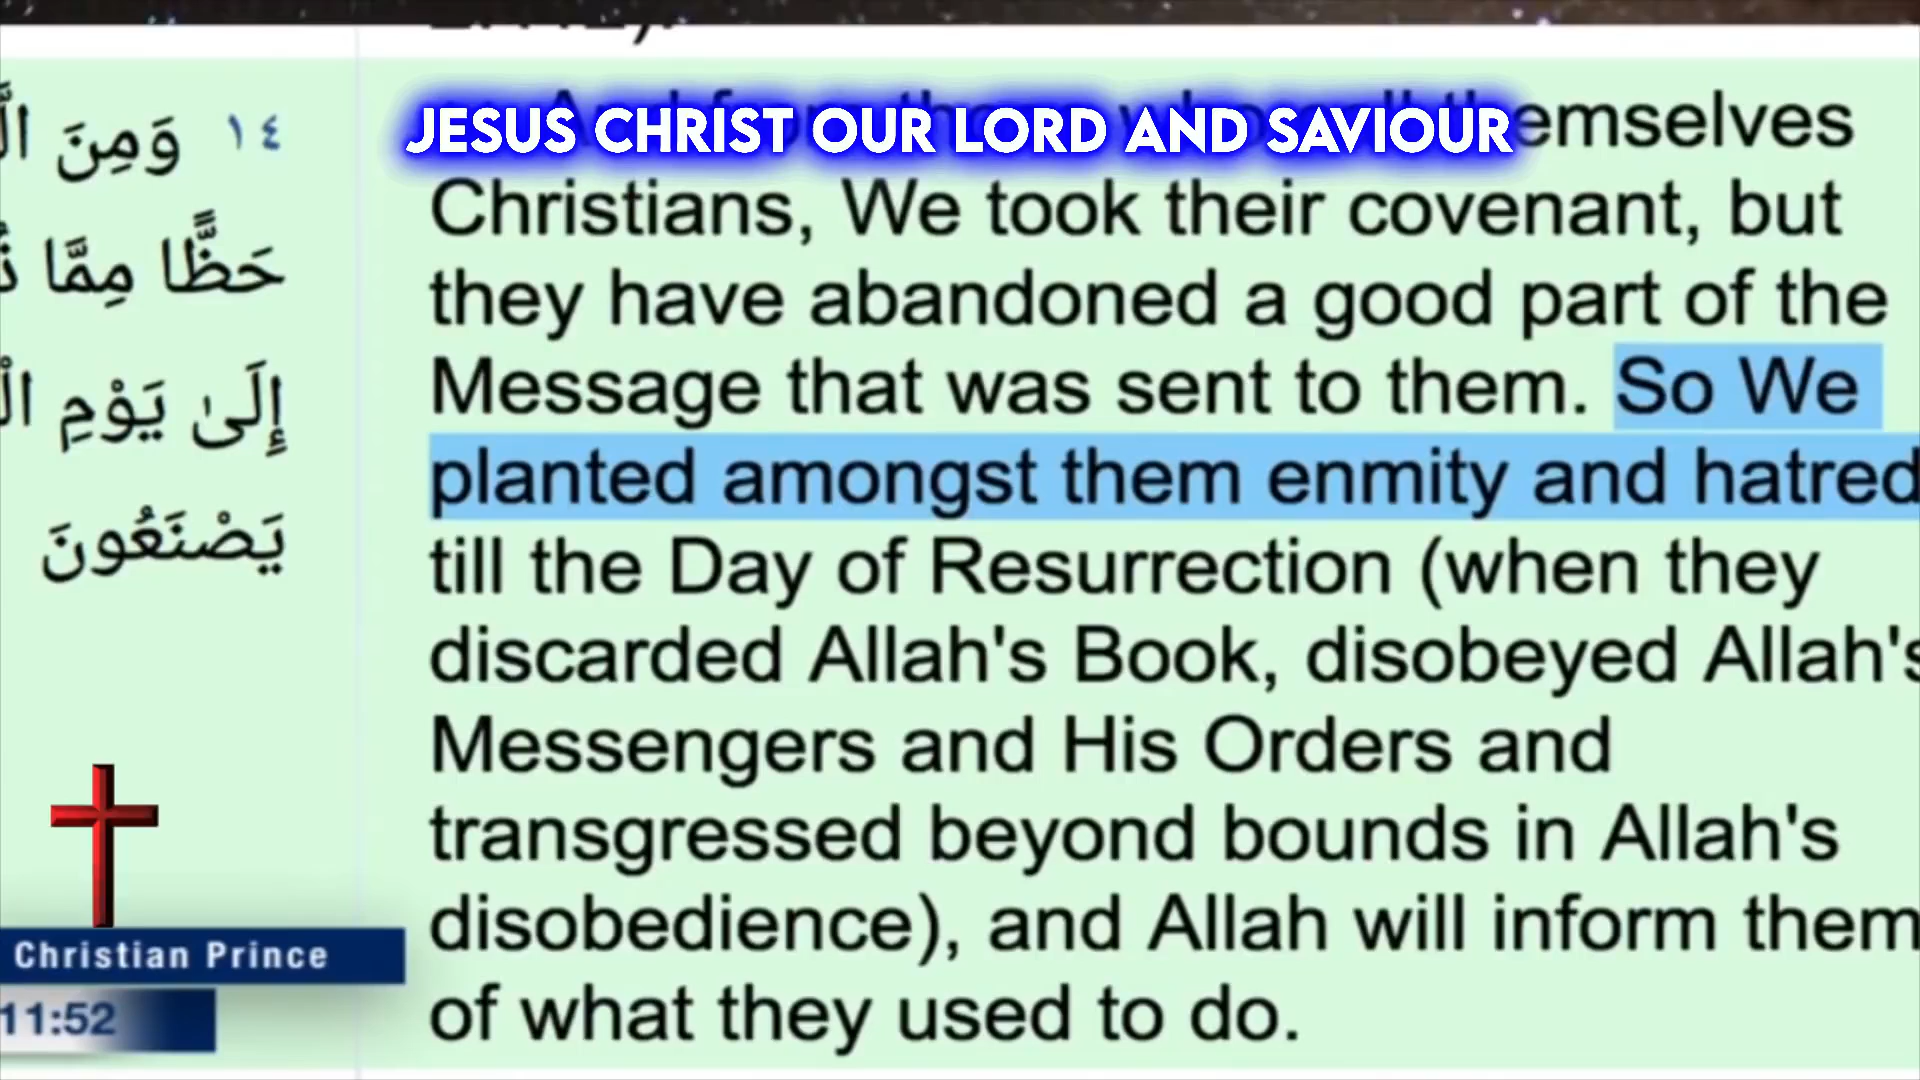 JESUS CHRIST OUR LORD AND SAVIOUR
emselves
Christians, We took their covenant, but
they have abandoned a good part of the
Message that was sent to them. So We
planted amongst them enmity and hatred
till the Day of Resurrection (when they
discarded Allah's Book, disobeyed Allah's
Messengers and His Orders and
transgressed beyond bounds in Allah's
disobedience), and Allah will inform them
of what they used to do.
١٤ وَمِنَ
حَظًّا مِمَّا
إِلَىٰ يَوْمِ
يَصْنَعُونَ
Christian Prince
11:52